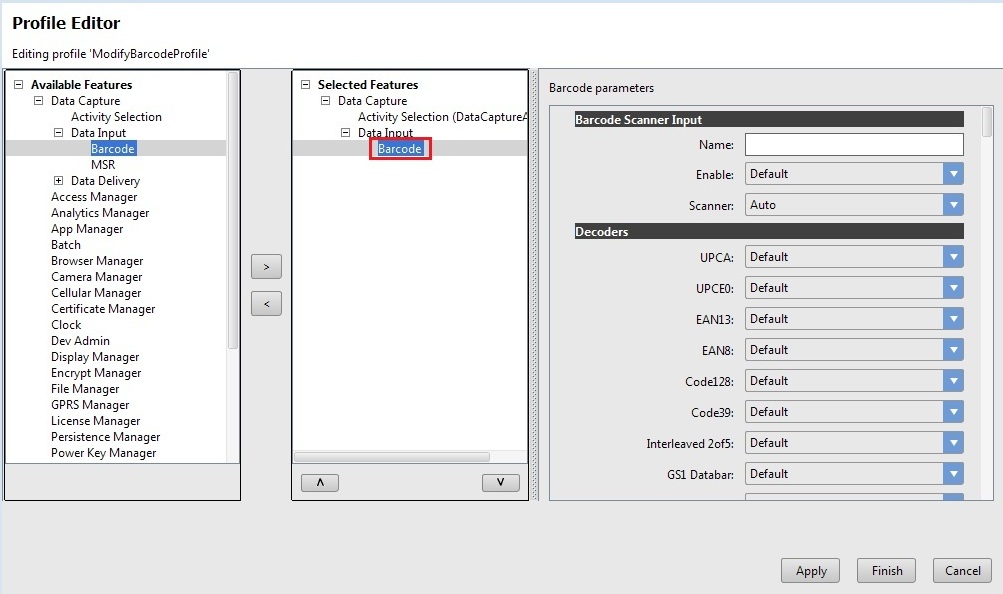 Profile Editor
Editing profile 'ModifyBarcodeProfile'
Available Features
Data Capture
Activity Selection
Data Input
Barcode
MSR
Data Delivery
Access Manager
Analytics Manager
App Manager
Batch
Browser Manager
Camera Manager
Cellular Manager
Certificate Manager
Clock
Dev Admin
Display Manager
Encrypt Manager
File Manager
GPRS Manager
License Manager
Persistence Manager
Power Key Manager
>
<
Selected Features
Data Capture
Activity Selection (DataCaptureA
Data Input
Barcode
Λ
V
Barcode parameters
Barcode Scanner Input
Name:
Enable: Default
Scanner: Auto
Decoders
UPCA: Default
UPCE0: Default
EAN13: Default
EAN8: Default
Code128: Default
Code39: Default
Interleaved 2of5: Default
GS1 Databar: Default
Apply Finish Cancel